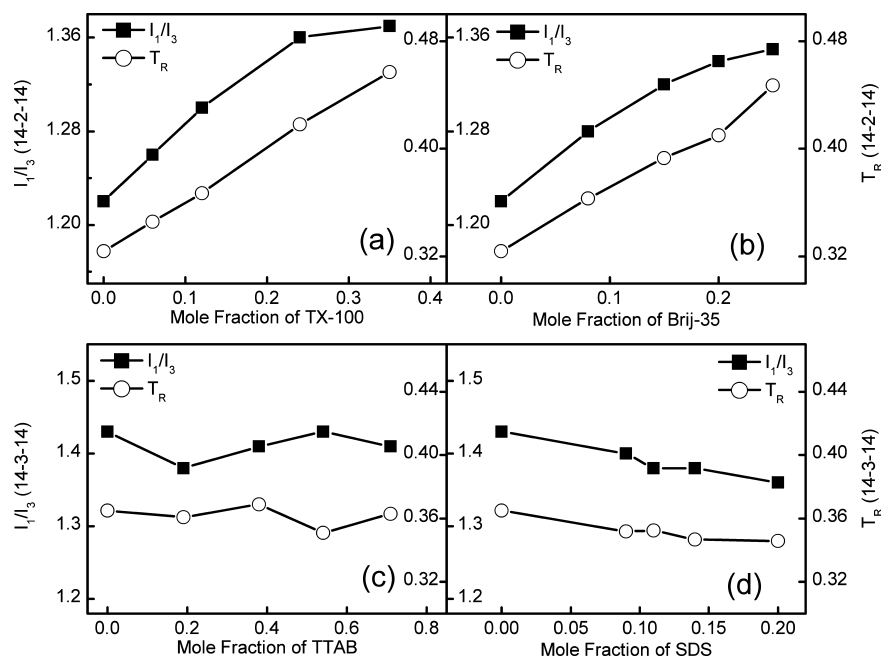 I1/I3
TR
(a)
1.36
1.28
1.20
0.48
0.40
0.32
0.0 0.1 0.2 0.3 0.4
Mole Fraction of TX-100
I1/I3 (14-2-14)
I1/I3
TR
(b)
1.36
1.28
1.20
0.48
0.40
0.32
0.0 0.1 0.2
Mole Fraction of Brij-35
TR (14-2-14)
I1/I3
TR
(c)
1.5
1.4
1.3
1.2
0.44
0.40
0.36
0.32
0.0 0.2 0.4 0.6 0.8
Mole Fraction of TTAB
I1/I3 (14-3-14)
I1/I3
TR
(d)
1.5
1.4
1.3
1.2
0.44
0.40
0.36
0.32
0.00 0.05 0.10 0.15 0.20
Mole Fraction of SDS
TR (14-3-14)